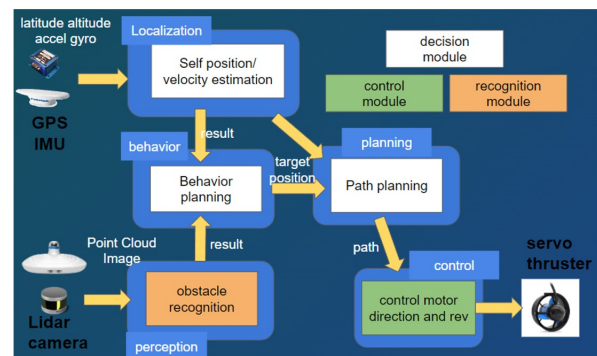 latitude altitude
accel gyro
GPS
IMU
Localization
Self position/
velocity estimation
decision
module
control
module
recognition
module
result
behavior
Behavior
planning
target
position
planning
Path planning
Point Cloud
Image
result
Lidar
camera
obstacle
recognition
perception
path
control
control motor
direction and rev
servo
thruster